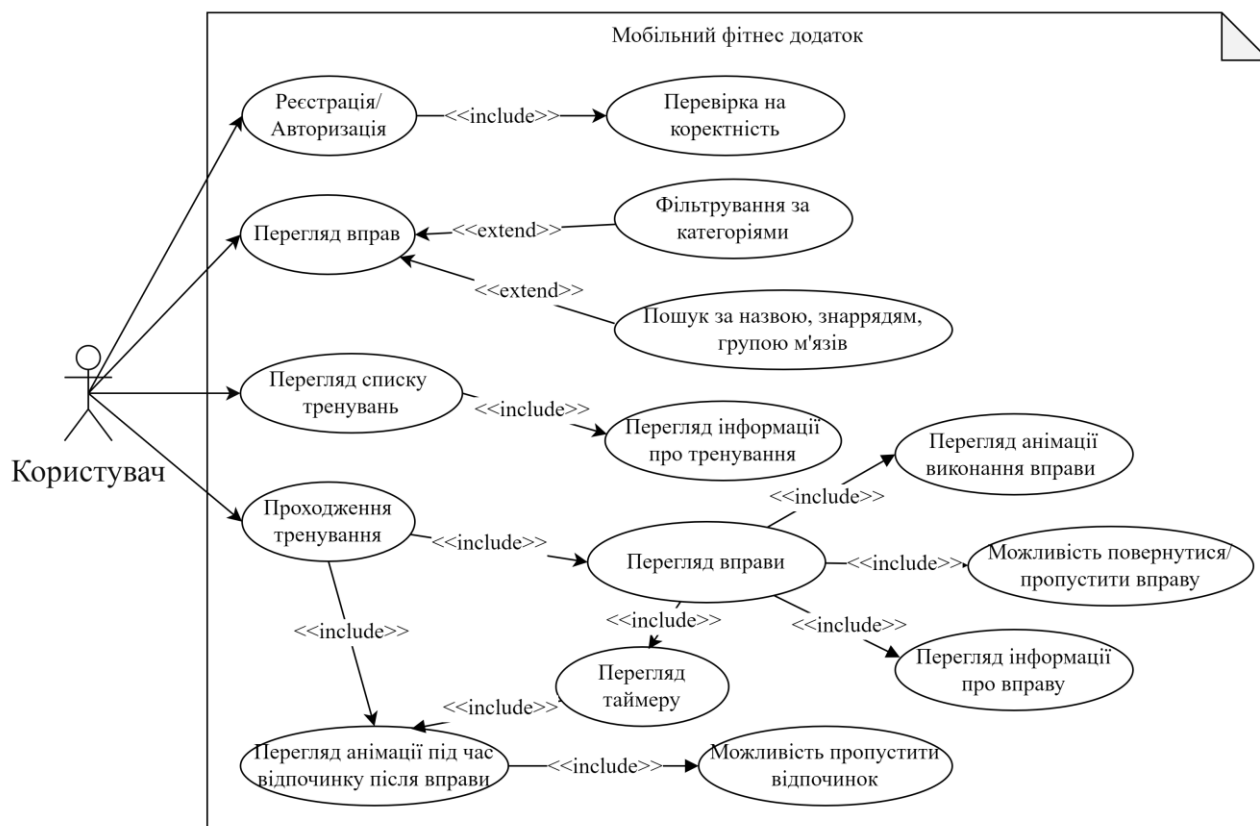 Мобільний фітнес додаток
Реєстрація/
Авторизація
<<include>>
Перевірка на
коректність
Перегляд вправ
<<extend>>
Фільтрування за
категоріями
<<extend>>
Пошук за назвою, знаррядям,
групою м'язів
Користувач
Перегляд списку
тренувань
<<include>>
Перегляд інформації
про тренування
Проходження
тренування
<<include>>
Перегляд вправи
<<include>>
Перегляд анімації
виконання вправи
<<include>>
Можливість повернутися/
пропустити вправу
<<include>>
Перегляд інформації
про вправу
<<include>>
Перегляд
таймеру
<<include>>
<<include>>
Перегляд анімації під час
відпочинку після вправи
<<include>>
Можливість пропустити
відпочинок